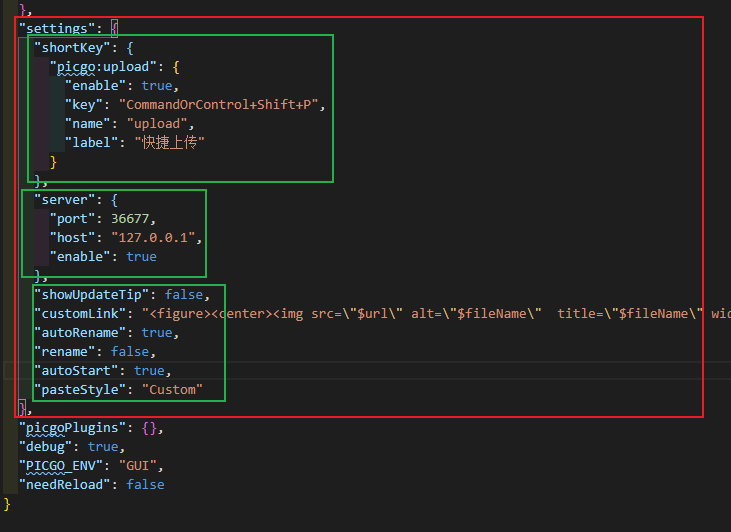 },
"settings": {
"shortKey": {
"picgo:upload": {
"enable": true,
"key": "CommandOrControl+Shift+P",
"name": "upload",
"label": "快捷上传"
}
},
"server": {
"port": 36677,
"host": "127.0.0.1",
"enable": true
},
"showUpdateTip": false,
"customLink": "<figure><center><img src=\"$url\" alt=\"$fileName\"  title=\"$fileName\" wid
"autoRename": true,
"rename": false,
"autoStart": true,
"pasteStyle": "Custom"
},
"picgoPlugins": {},
"debug": true,
"PICGO_ENV": "GUI",
"needReload": false
}